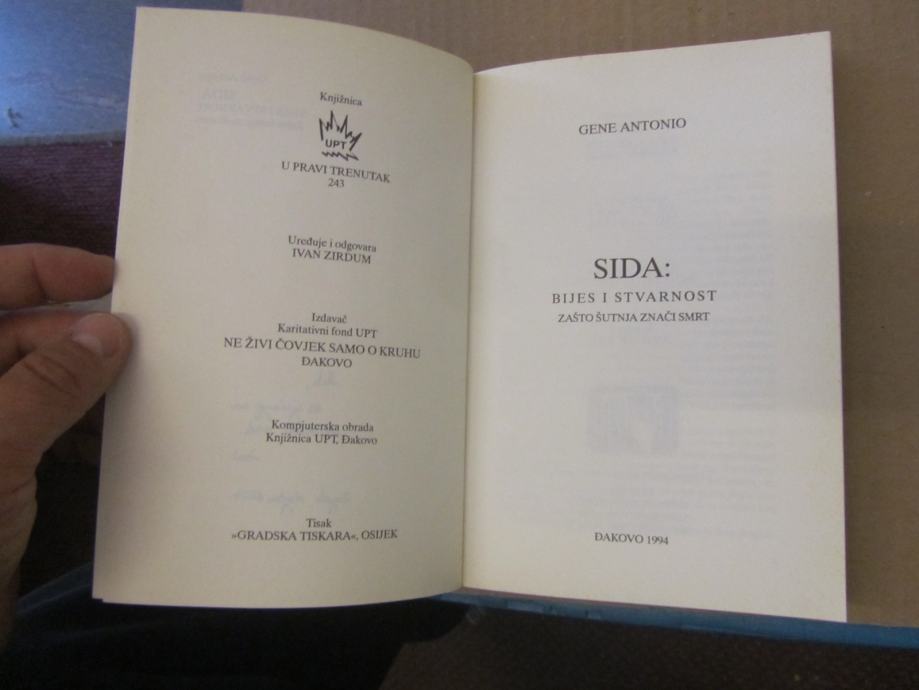 Knjižnica
UPT
U PRAVI TRENUTAK
243
Uređuje i odgovara
IVAN ZIRDUM
Izdavač
Karitativni fond UPT
NE ŽIVI ČOVJEK SAMO O KRUHU
ĐAKOVO
Kompjuterska obrada
Knjižnica UPT, Đakovo
Tisak
»GRADSKA TISKARA«, OSIJEK
GENE ANTONIO
SIDA:
BIJES I STVARNOST
ZAŠTO ŠUTNJA ZNAČI SMRT
ĐAKOVO 1994